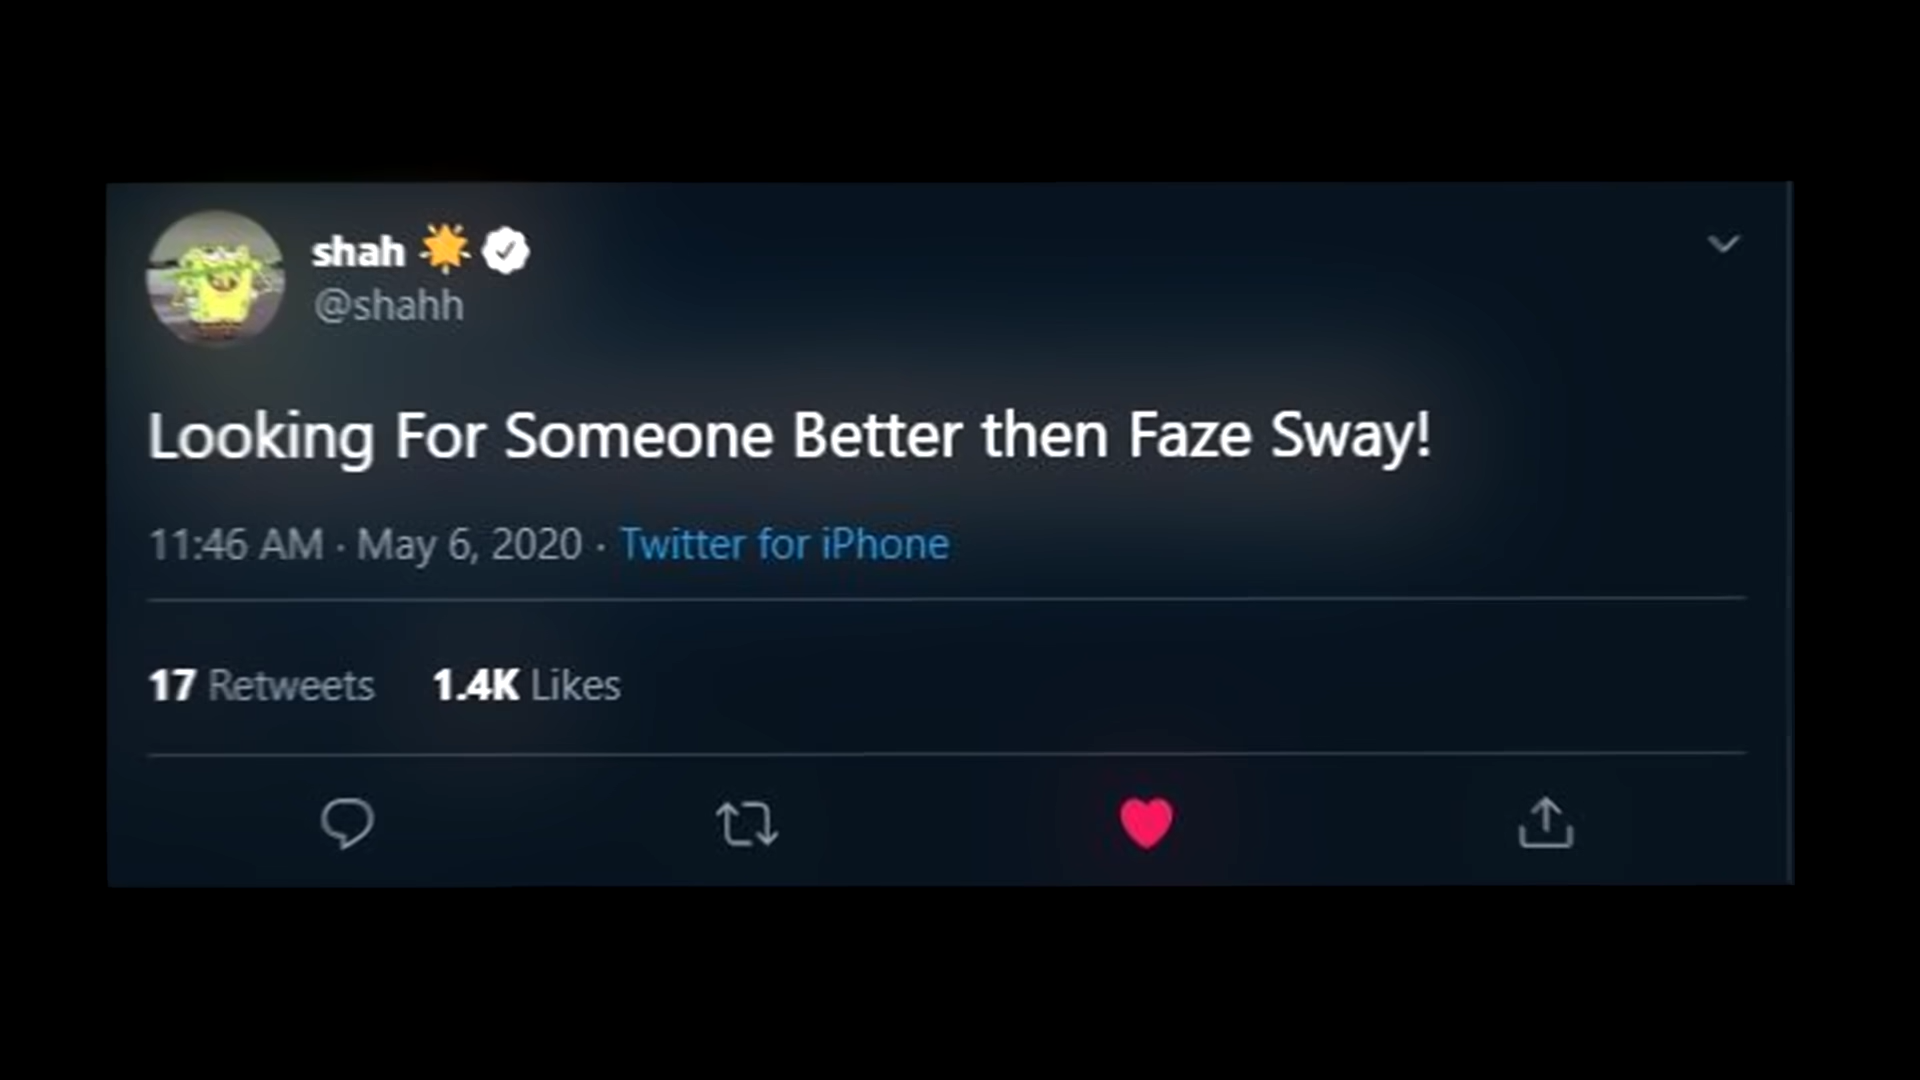 shah
@shahh
Looking For Someone Better then Faze Sway!
11:46 AM · May 6, 2020 · Twitter for iPhone
17 Retweets 1.4K Likes